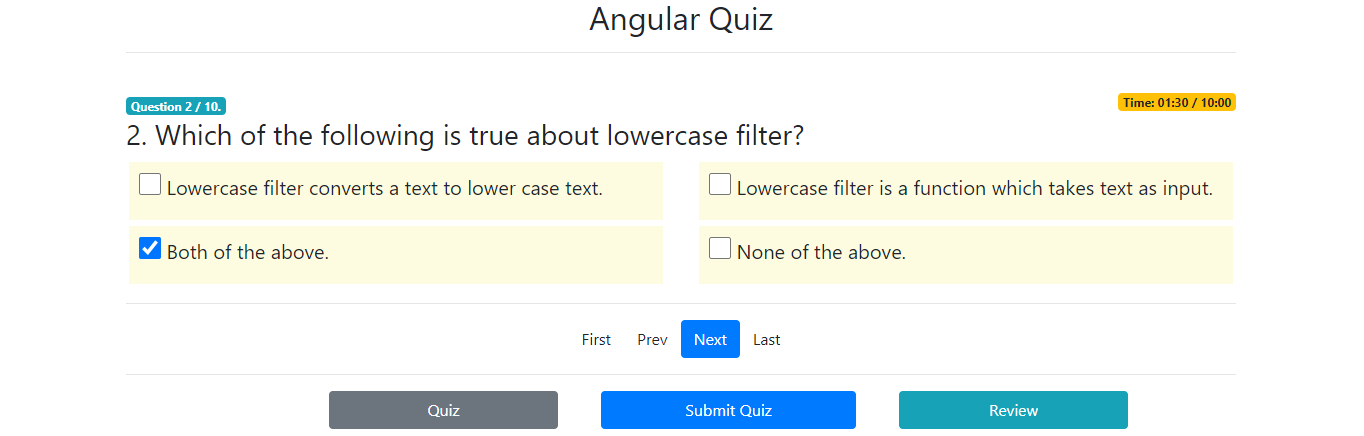 Angular Quiz
Question 2 / 10.
Time: 01:30 / 10:00
2. Which of the following is true about lowercase filter?
Lowercase filter converts a text to lower case text.
Lowercase filter is a function which takes text as input.
Both of the above.
None of the above.
First Prev Next Last
Quiz Submit Quiz Review